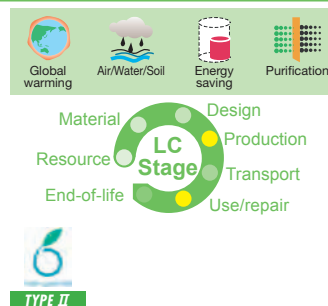 Global
warming
Air/Water/Soil
Energy
saving
Purification
Material
Design
LC
Stage
Production
Resource
Transport
End-of-life
Use/repair
TYPE II